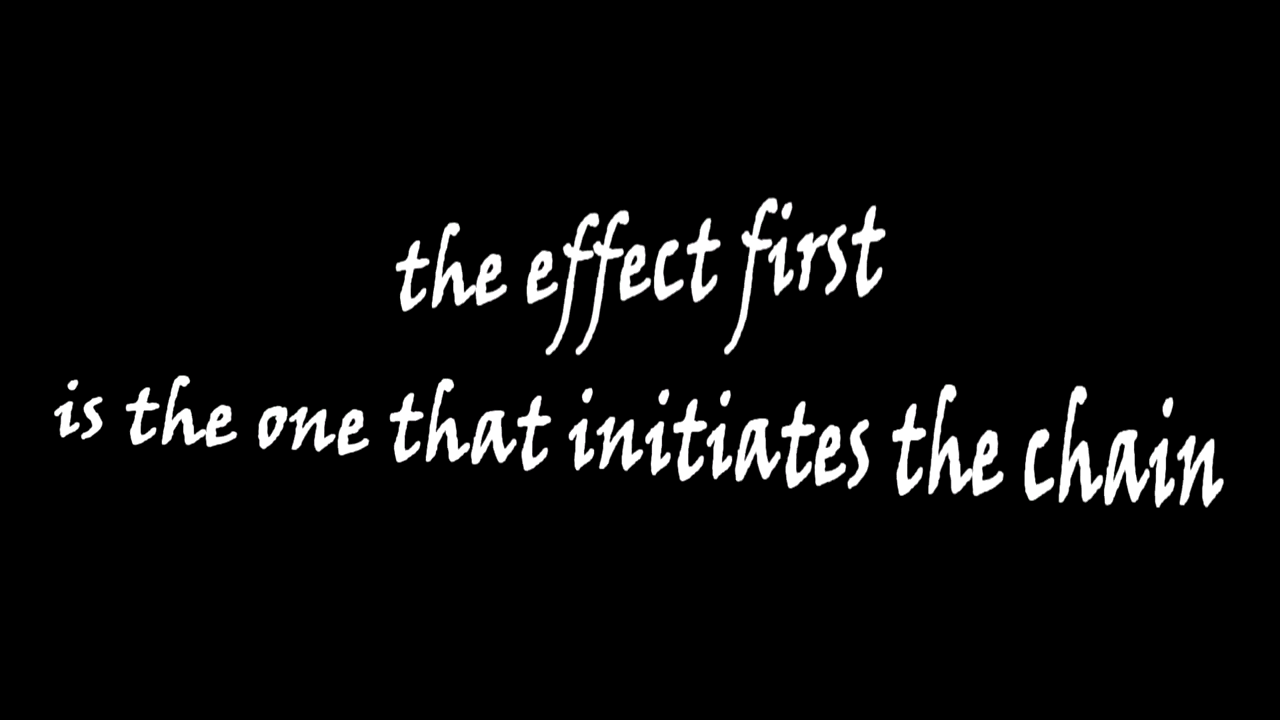 the effect first
is the one that initiates the chain